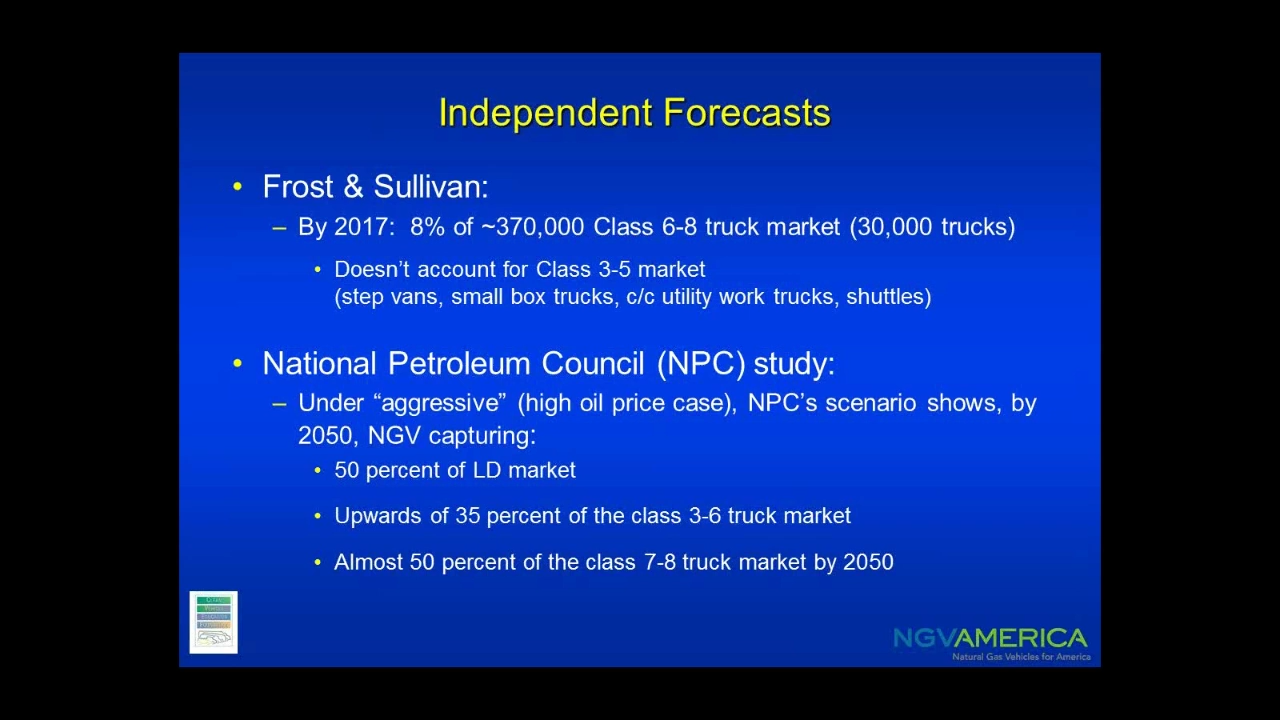 Independent Forecasts
• Frost & Sullivan:
– By 2017: 8% of ~370,000 Class 6-8 truck market (30,000 trucks)
• Doesn’t account for Class 3-5 market
(step vans, small box trucks, c/c utility work trucks, shuttles)
• National Petroleum Council (NPC) study:
– Under “aggressive” (high oil price case), NPC’s scenario shows, by
2050, NGV capturing:
• 50 percent of LD market
• Upwards of 35 percent of the class 3-6 truck market
• Almost 50 percent of the class 7-8 truck market by 2050
NGVAMERICA
Natural Gas Vehicles for America